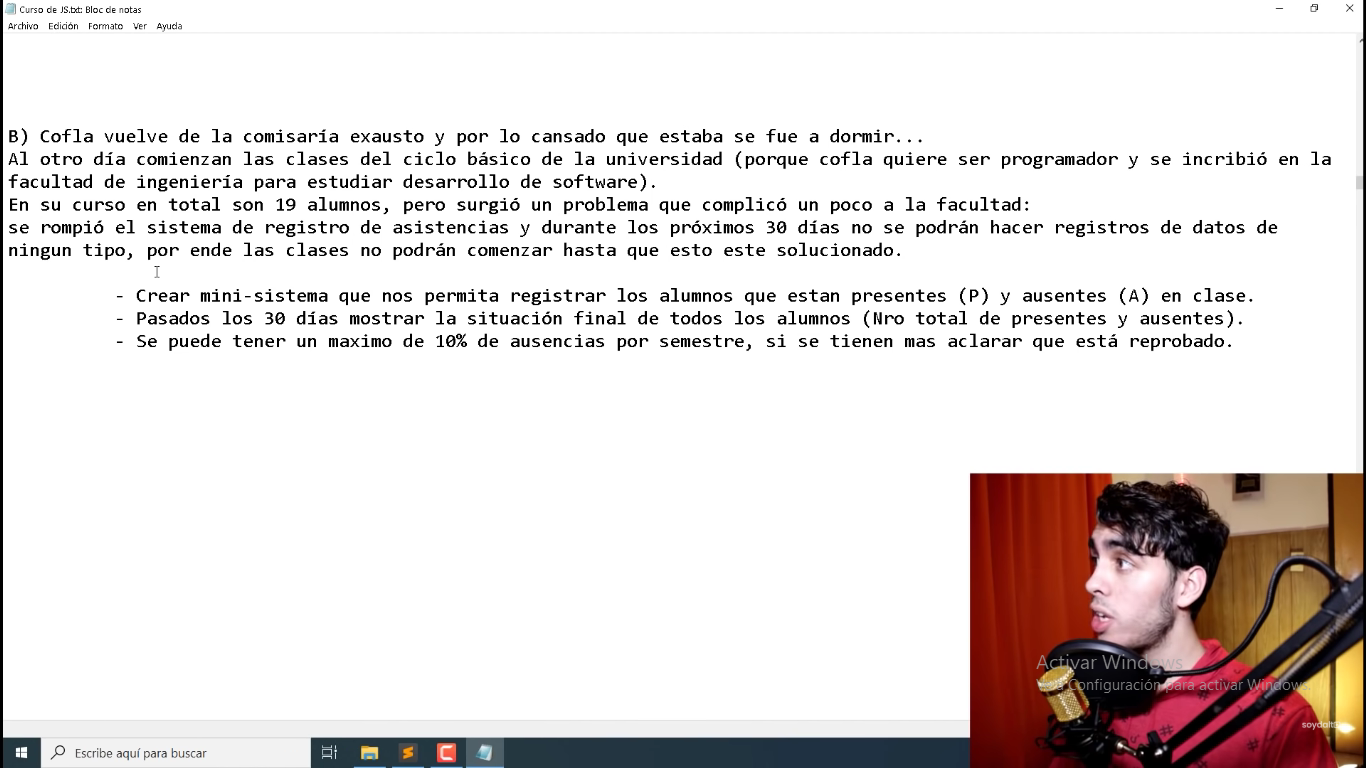 Curso de JS.txt: Bloc de notas
Archivo Edición Formato Ver Ayuda
B) Cofla vuelve de la comisaría exausto y por lo cansado que estaba se fue a dormir...
Al otro día comienzan las clases del ciclo básico de la universidad (porque cofla quiere ser programador y se incribió en la
facultad de ingeniería para estudiar desarrollo de software).
En su curso en total son 19 alumnos, pero surgió un problema que complicó un poco a la facultad:
se rompió el sistema de registro de asistencias y durante los próximos 30 días no se podrán hacer registros de datos de
ningun tipo, por ende las clases no podrán comenzar hasta que esto este solucionado.
- Crear mini-sistema que nos permita registrar los alumnos que estan presentes (P) y ausentes (A) en clase.
- Pasados los 30 días mostrar la situación final de todos los alumnos (Nro total de presentes y ausentes).
- Se puede tener un maximo de 10% de ausencias por semestre, si se tienen mas aclarar que está reprobado.
Activar Windows
Configuración para activar Windows.
Escribe aquí para buscar